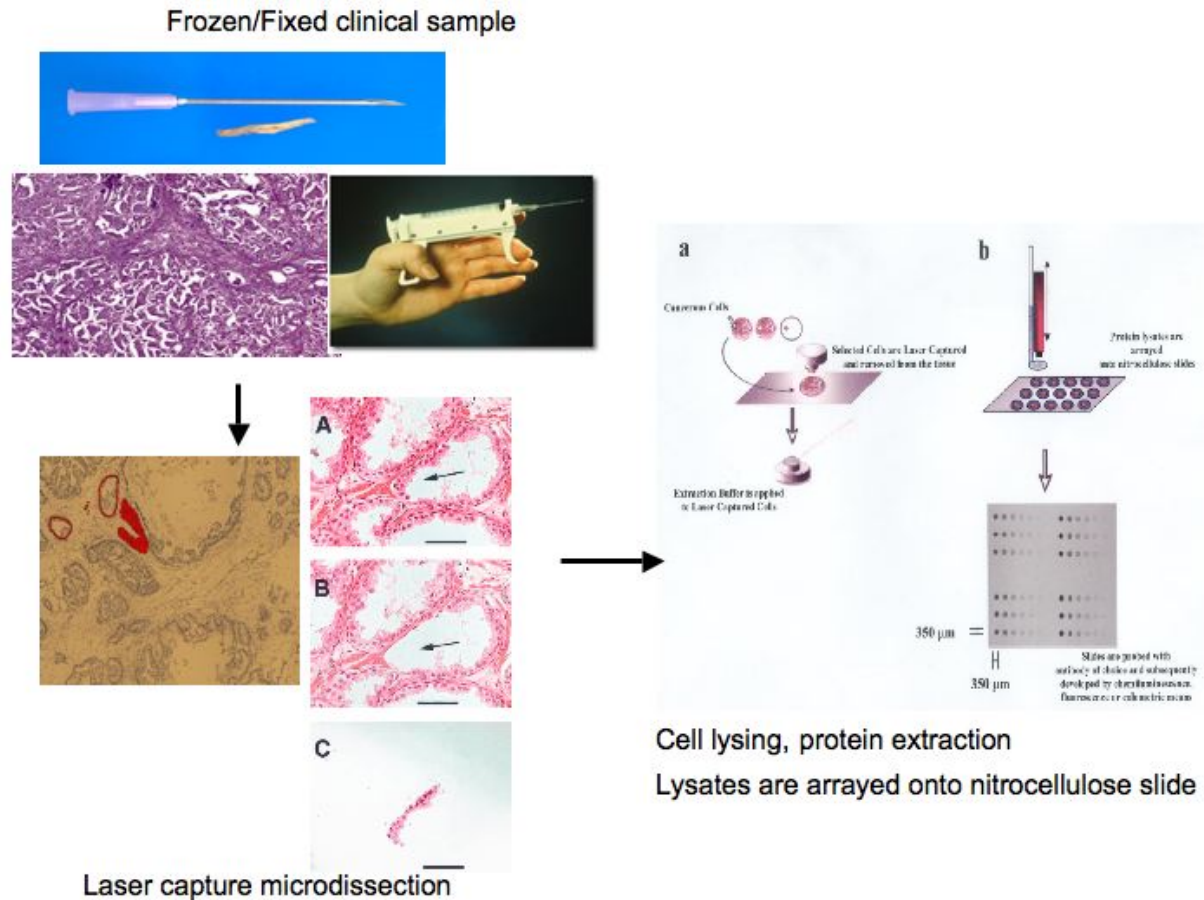 Frozen/Fixed clinical sample
A
B
C
Laser capture microdissection
a
Cancerous Cells
Selected Cells are Laser Captured
and removed from the tissue
Extraction Buffer is applied
to Laser Captured Cells
b
Protein lysates are
arrayed
onto nitrocellulose slides
350 µm
350 µm
Slides are probed with
antibody of choice and subsequently
developed by chemiluminescence,
fluorescence or colorimetric means
Cell lysing, protein extraction
Lysates are arrayed onto nitrocellulose slide